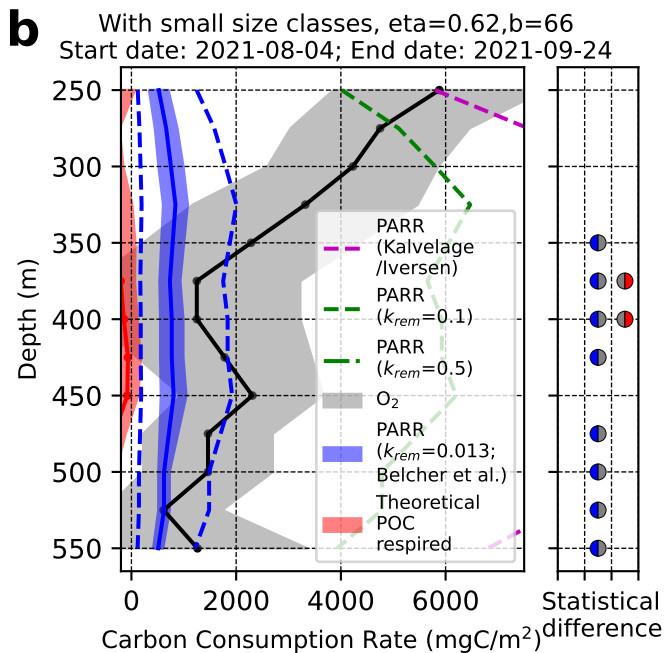 b
With small size classes, eta=0.62,b=66
Start date: 2021-08-04; End date: 2021-09-24
250
300
350
400
450
500
550
Depth (m)
PARR
(Kalvelage
/Iversen)
PARR
(k_rem=0.1)
PARR
(k_rem=0.5)
O₂
PARR
(k_rem=0.013;
Belcher et al.)
Theoretical
POC
respired
0 2000 4000 6000
Carbon Consumption Rate (mgC/m²)
Statistical
difference